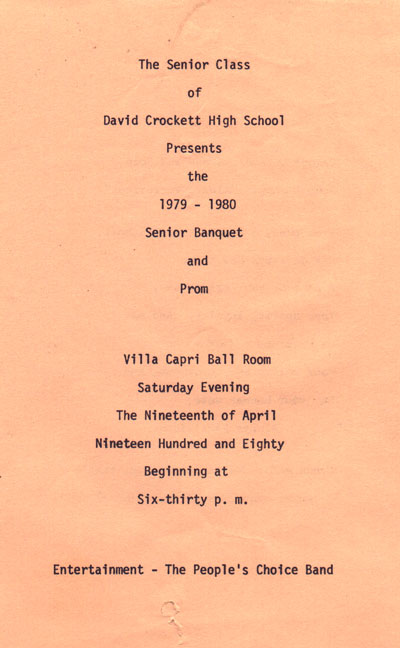 The Senior Class
of
David Crockett High School
Presents
the
1979 - 1980
Senior Banquet
and
Prom
Villa Capri Ball Room
Saturday Evening
The Nineteenth of April
Nineteen Hundred and Eighty
Beginning at
Six-thirty p. m.
Entertainment - The People's Choice Band